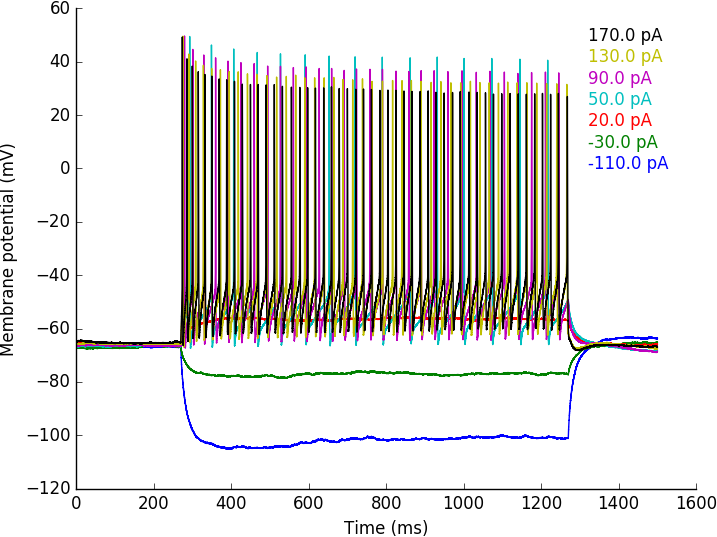 60
40
20
0
−20
−40
−60
−80
−100
−120
Membrane potential (mV)
170.0 pA
130.0 pA
90.0 pA
50.0 pA
20.0 pA
-30.0 pA
-110.0 pA
0 200 400 600 800 1000 1200 1400 1600
Time (ms)